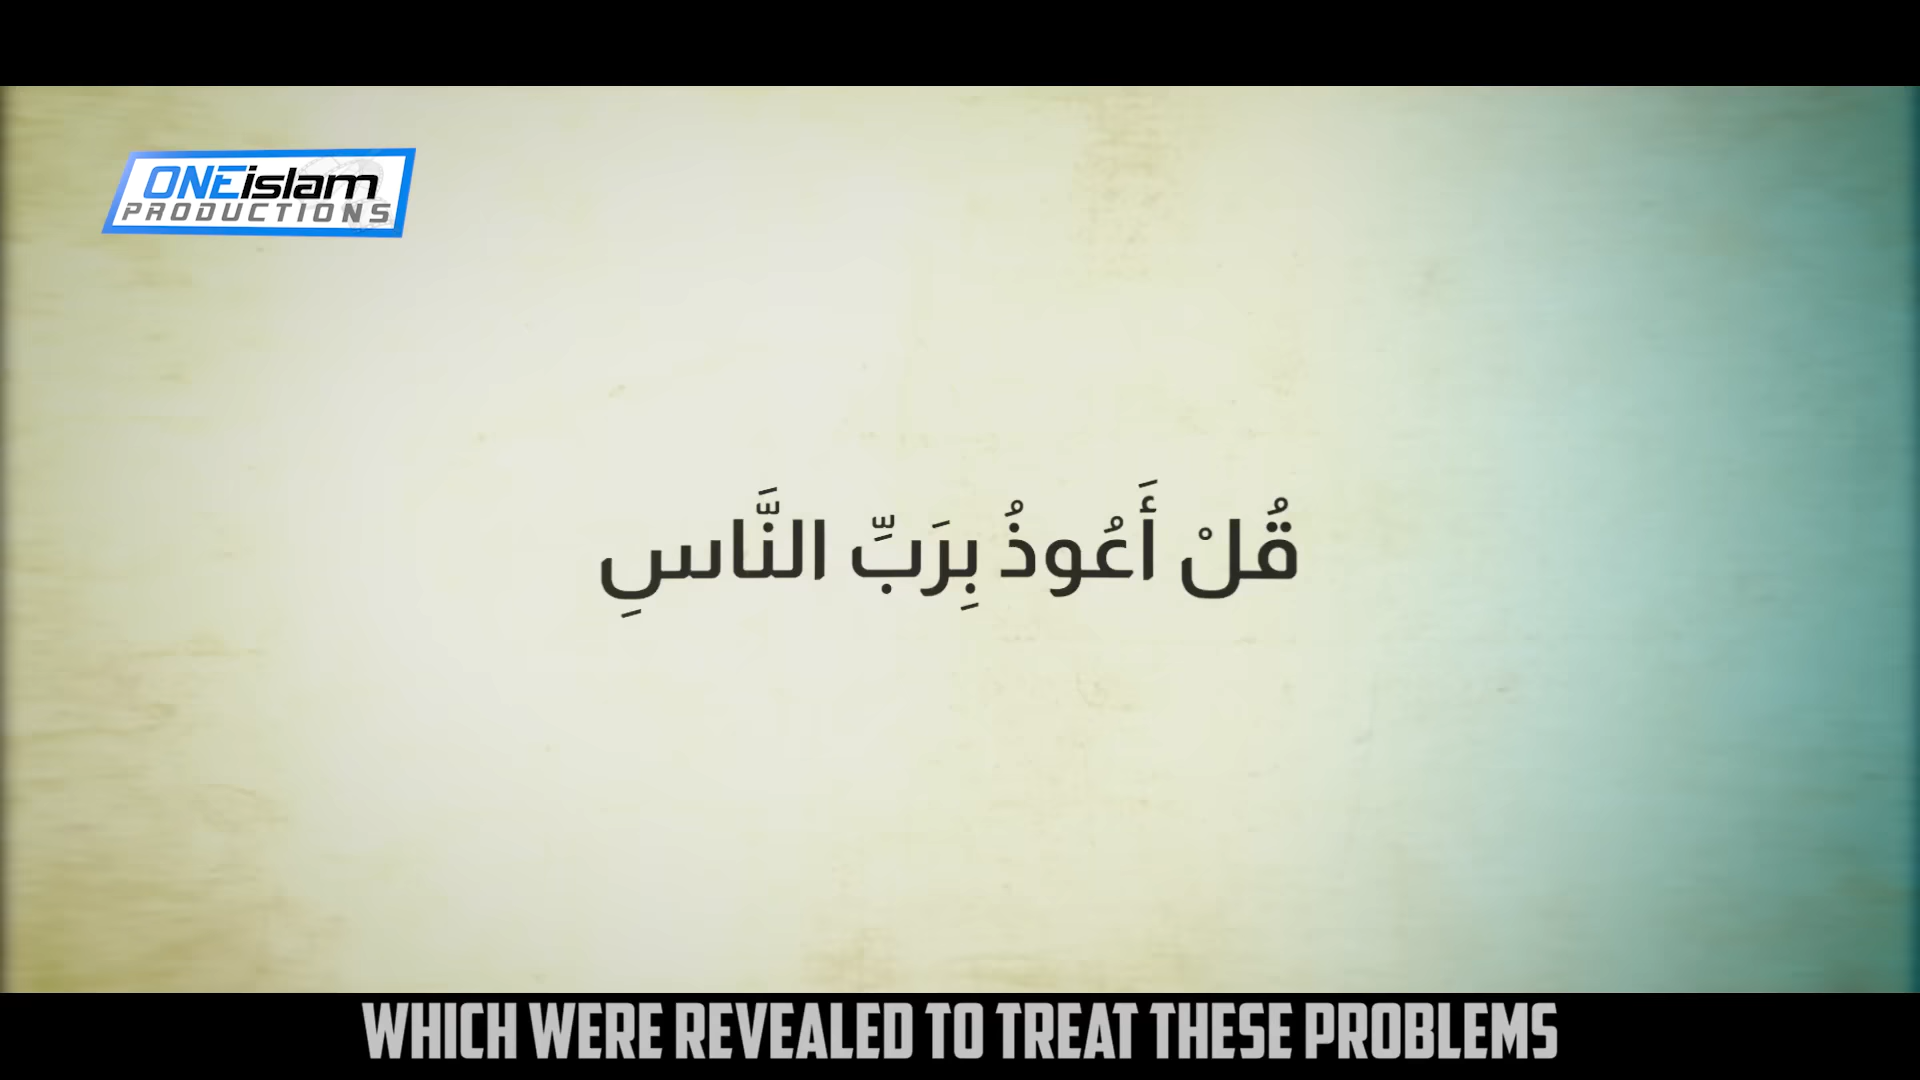 ONEislam
PRODUCTIONS
قُلْ أَعُوذُ بِرَبِّ النَّاسِ
WHICH WERE REVEALED TO TREAT THESE PROBLEMS